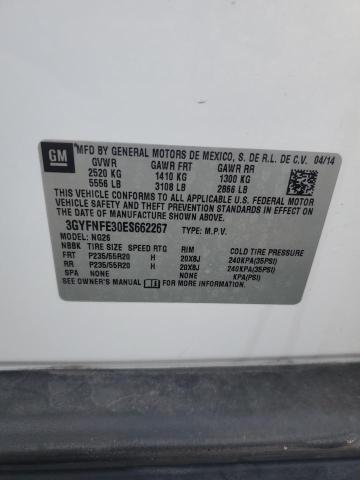 GM
MFD BY GENERAL MOTORS DE MEXICO, S. DE R.L. DE C.V. 04/14
GVWR GAWR FRT GAWR RR
2520 KG 1410 KG 1300 KG
5556 LB 3108 LB 2866 LB
THIS VEHICLE CONFORMS TO ALL APPLICABLE U.S. FEDERAL
MOTOR VEHICLE SAFETY, BUMPER, AND THEFT PREVENTION
STANDARDS IN EFFECT ON THE DATE OF MANUFACTURE SHOWN ABOVE.
3GYFNFE30ES662267 TYPE: M.P.V.
MODEL: NG26
NBBK TIRE SIZE SPEED RTG RIM COLD TIRE PRESSURE
FRT P235/55R20 H 20X8J 240KPA(35PSI)
RR P235/55R20 H 20X8J 240KPA(35PSI)
SPA NONE NONE KPA(PSI)
SEE OWNER'S MANUAL FOR ADDITIONAL INFORMATION.